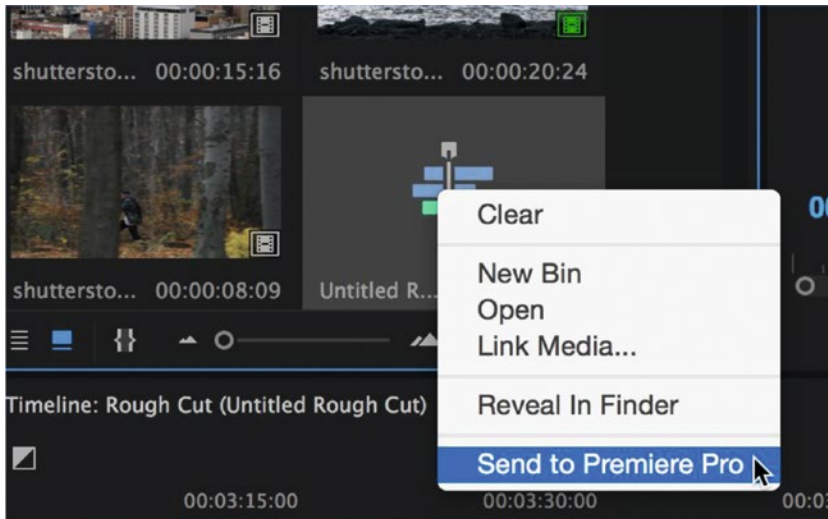 shuttersto... 00:00:15:16
shuttersto... 00:00:20:24
shuttersto... 00:00:08:09
Untitled R...
Clear
New Bin
Open
Link Media...
Reveal In Finder
Send to Premiere Pro
Timeline: Rough Cut (Untitled Rough Cut)
00:03:15:00
00:03:30:00